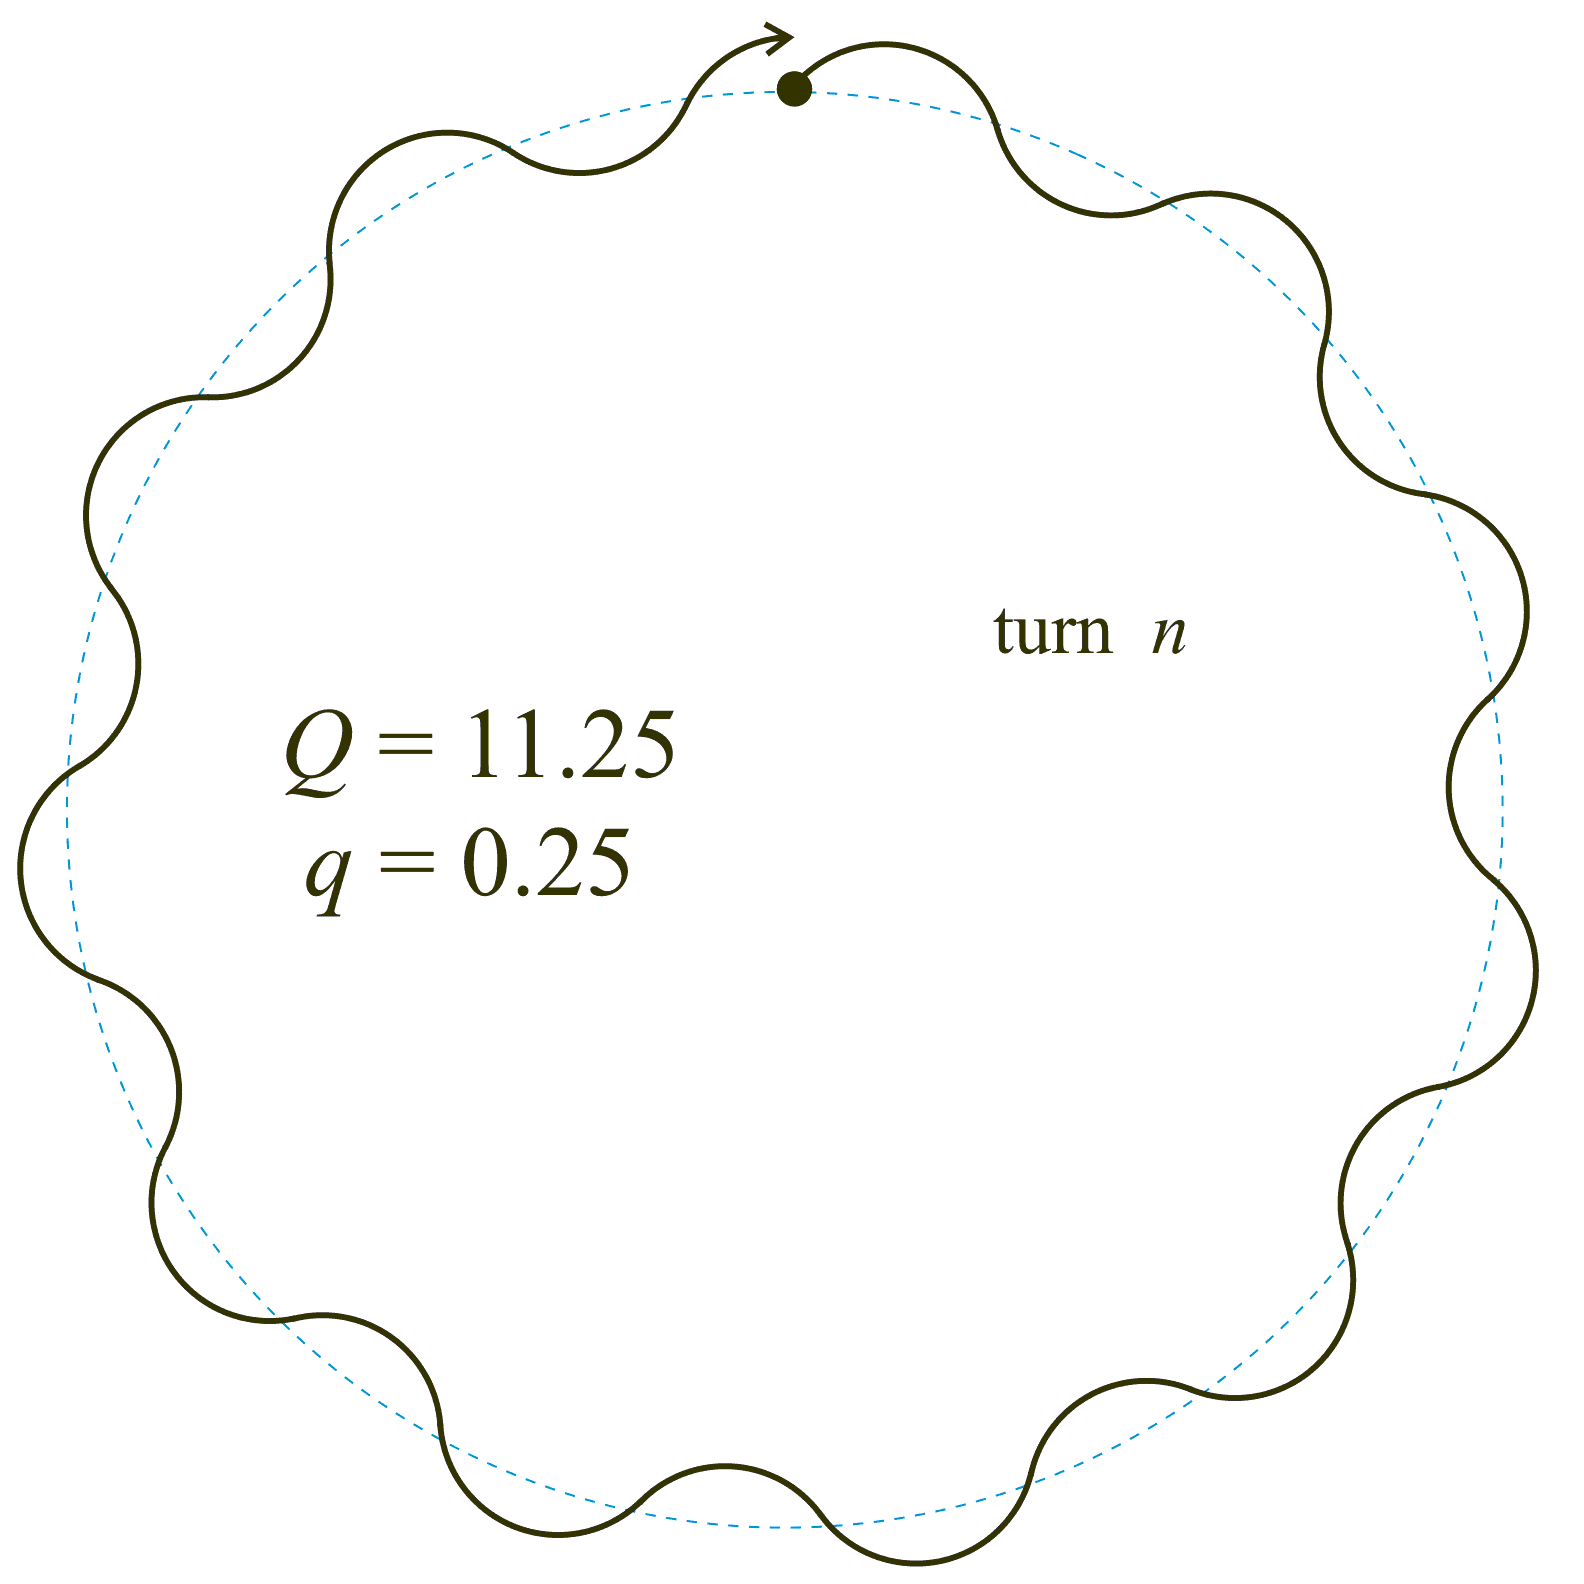 turn n
Q = 11.25
q = 0.25